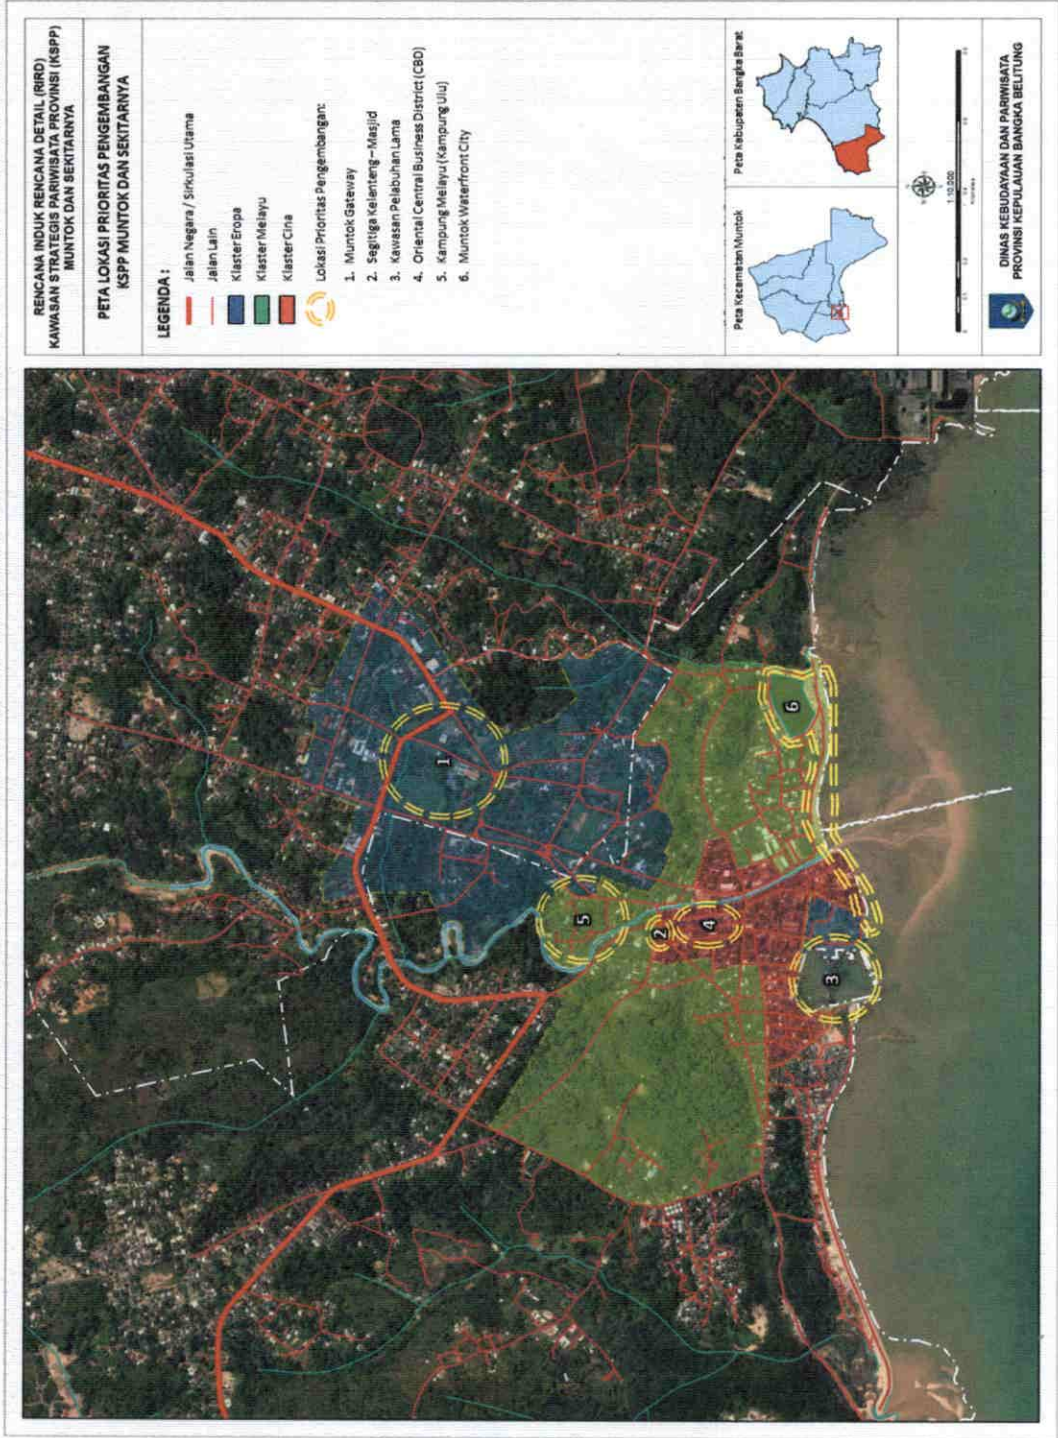 RENCANA INDUK RENCANA DETAIL (RIRD)
KAWASAN STRATEGIS PARIWISATA PROVINSI (KSPP)
MUNTOK DAN SEKITARNYA
PETA LOKASI PRIORITAS PENGEMBANGAN
KSPP MUNTOK DAN SEKITARNYA
LEGENDA :
Jalan Negara / Sirkulasi Utama
Jalan Lain
Klaster Eropa
Klaster Melayu
Klaster Cina
Lokasi Prioritas Pengembangan:
1. Muntok Gateway
2. Segitiga Kelenteng – Masjid
3. Kawasan Pelabuhan Lama
4. Oriental Central Business District (CBD)
5. Kampung Melayu (Kampung Ulu)
6. Muntok Waterfront City
Peta Kecamatan Muntok
Peta Kabupaten Bangka Barat
1:10.000
DINAS KEBUDAYAAN DAN PARIWISATA
PROVINSI KEPULAUAN BANGKA BELITUNG
1
5
2
4
3
6